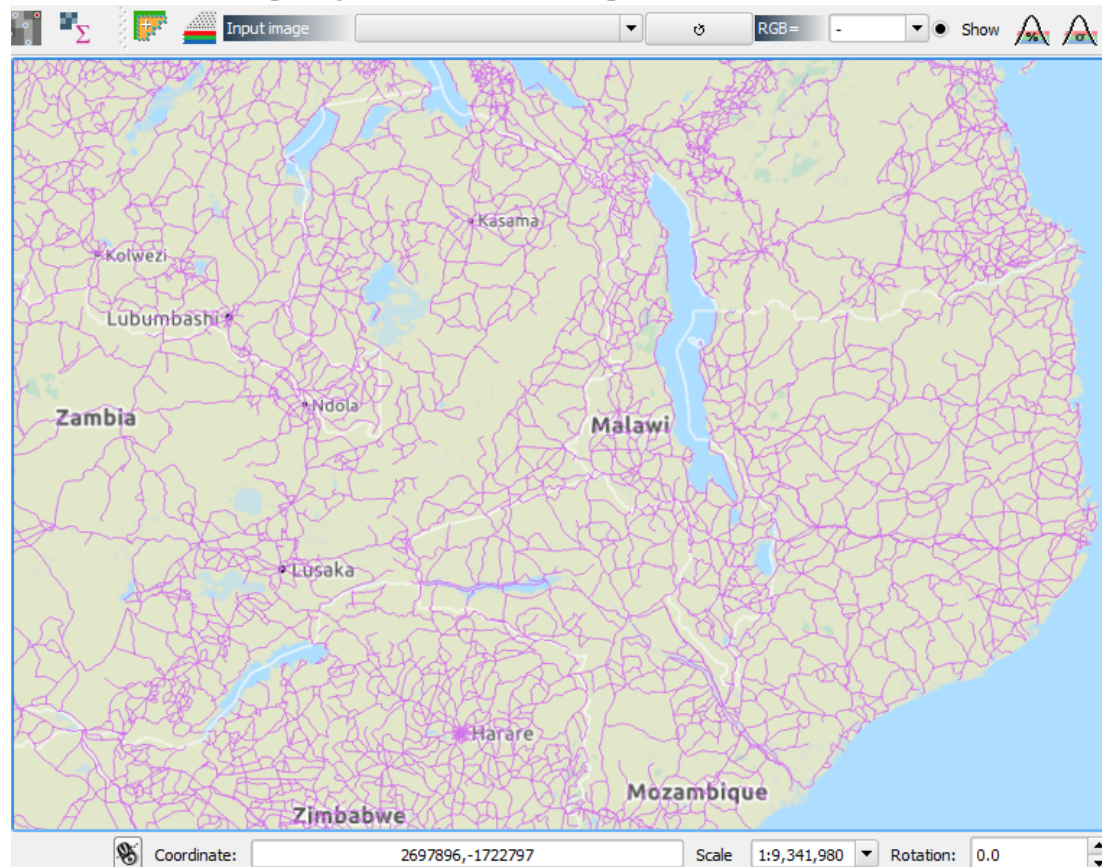 Σ Input image RGB= - Show % σ
Kasama
Kolwezi
Lubumbashi
Ndola
Zambia
Malawi
Lusaka
Harare
Mozambique
Zimbabwe
Coordinate: 2697896,-1722797 Scale 1:9,341,980 Rotation: 0.0